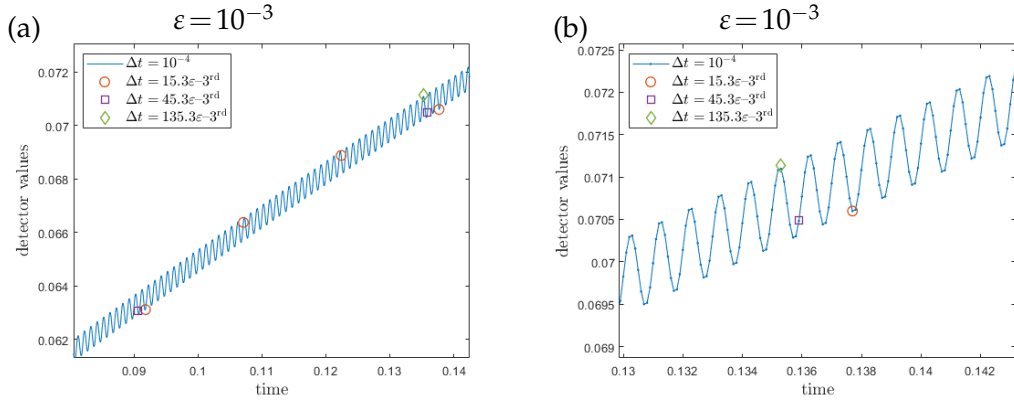 (a)
ε=10⁻³
detector values
0.072
0.07
0.068
0.066
0.064
0.062
Δt = 10⁻⁴
Δt = 15.3ε–3ʳᵈ
Δt = 45.3ε–3ʳᵈ
Δt = 135.3ε–3ʳᵈ
0.09 0.1 0.11 0.12 0.13 0.14
time
(b)
ε=10⁻³
detector values
0.0725
0.072
0.0715
0.071
0.0705
0.07
0.0695
0.069
Δt = 10⁻⁴
Δt = 15.3ε–3ʳᵈ
Δt = 45.3ε–3ʳᵈ
Δt = 135.3ε–3ʳᵈ
0.13 0.132 0.134 0.136 0.138 0.14 0.142
time